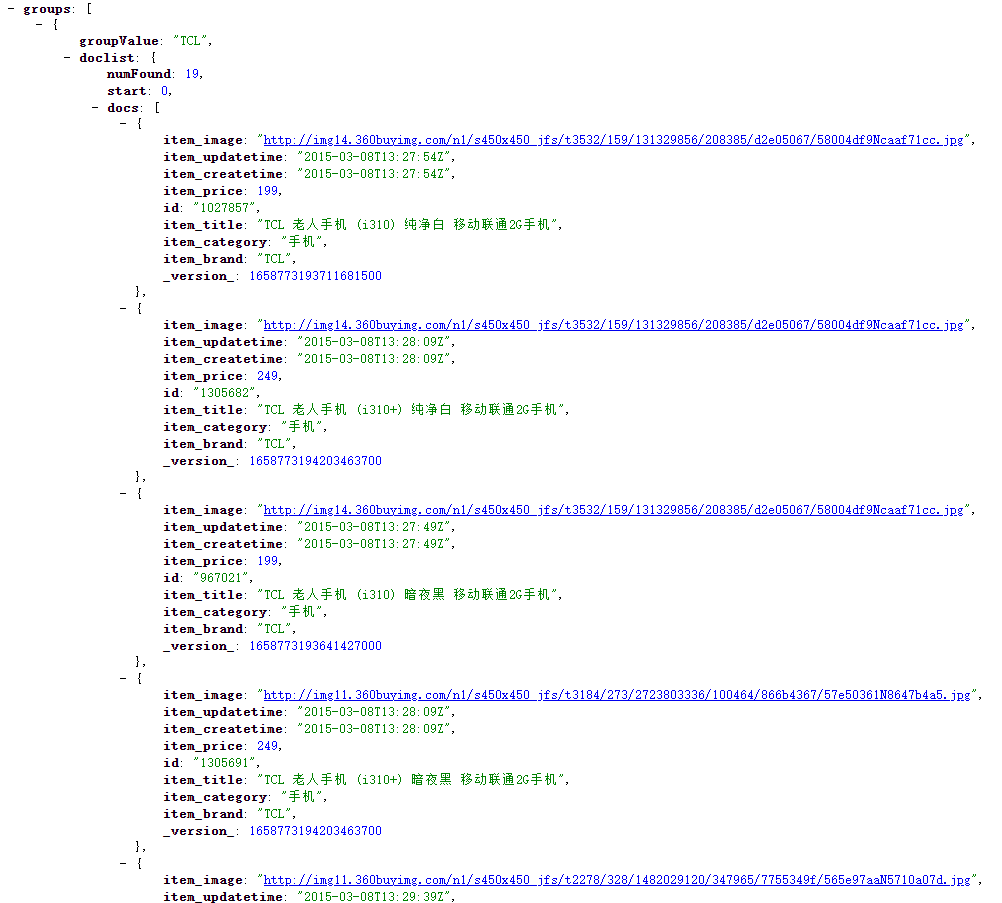 - groups: [
- {
groupValue: "TCL",
- doclist: {
numFound: 19,
start: 0,
- docs: [
- {
item_image: "http://img14.360buyimg.com/n1/s450x450_jfs/t3532/159/131329856/208385/d2e05067/58004df9Ncaaf71cc.jpg",
item_updatetime: "2015-03-08T13:27:54Z",
item_createtime: "2015-03-08T13:27:54Z",
item_price: 199,
id: "1027857",
item_title: "TCL 老人手机 (i310) 纯净白 移动联通2G手机",
item_category: "手机",
item_brand: "TCL",
_version_: 1658773193711681500
},
- {
item_image: "http://img14.360buyimg.com/n1/s450x450_jfs/t3532/159/131329856/208385/d2e05067/58004df9Ncaaf71cc.jpg",
item_updatetime: "2015-03-08T13:28:09Z",
item_createtime: "2015-03-08T13:28:09Z",
item_price: 249,
id: "1305682",
item_title: "TCL 老人手机 (i310+) 纯净白 移动联通2G手机",
item_category: "手机",
item_brand: "TCL",
_version_: 1658773194203463700
},
- {
item_image: "http://img14.360buyimg.com/n1/s450x450_jfs/t3532/159/131329856/208385/d2e05067/58004df9Ncaaf71cc.jpg",
item_updatetime: "2015-03-08T13:27:49Z",
item_createtime: "2015-03-08T13:27:49Z",
item_price: 199,
id: "967021",
item_title: "TCL 老人手机 (i310) 暗夜黑 移动联通2G手机",
item_category: "手机",
item_brand: "TCL",
_version_: 1658773193641427000
},
- {
item_image: "http://img11.360buyimg.com/n1/s450x450_jfs/t3184/273/2723803336/100464/866b4367/57e50361N8647b4a5.jpg",
item_updatetime: "2015-03-08T13:28:09Z",
item_createtime: "2015-03-08T13:28:09Z",
item_price: 249,
id: "1305691",
item_title: "TCL 老人手机 (i310+) 暗夜黑 移动联通2G手机",
item_category: "手机",
item_brand: "TCL",
_version_: 1658773194203463700
},
- {
item_image: "http://img11.360buyimg.com/n1/s450x450_jfs/t2278/328/1482029120/347965/7755349f/565e97aaN5710a07d.jpg",
item_updatetime: "2015-03-08T13:29:39Z",